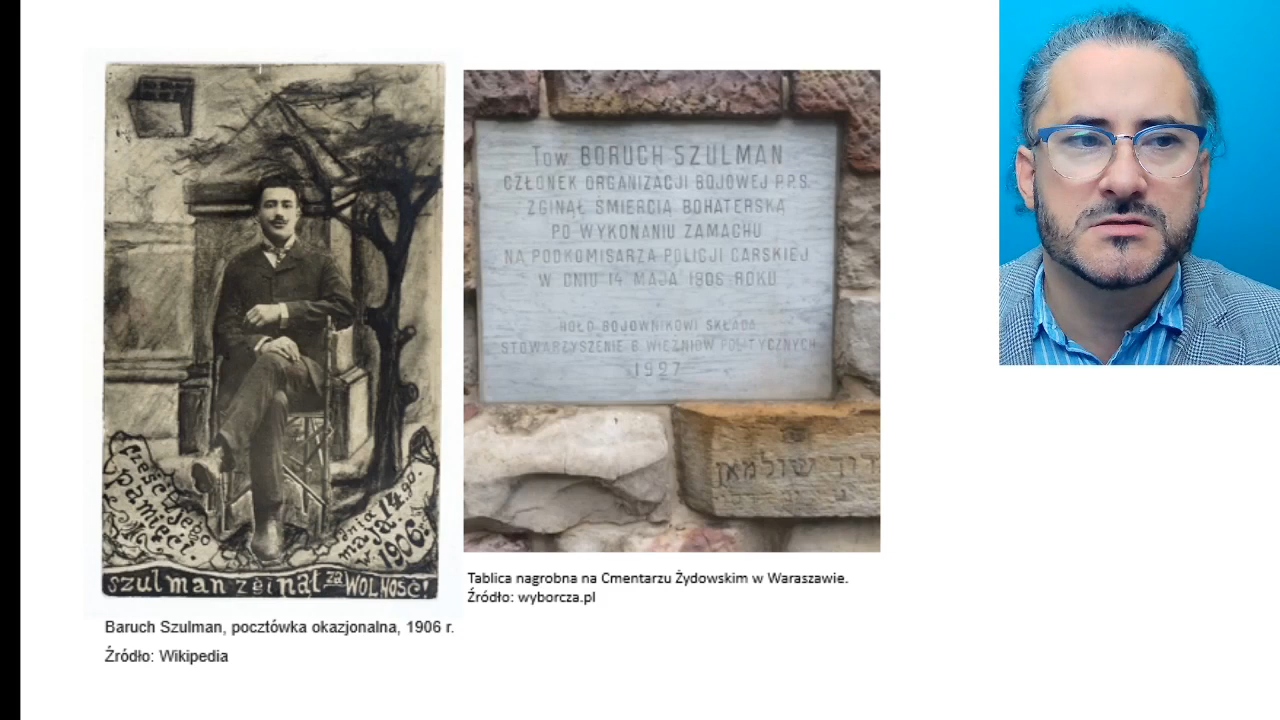 cześć jego
pamięci.
dnia
maja 14go.
w. 1906.
szulman zginął za WOLNOŚĆ!
Baruch Szulman, pocztówka okazjonalna, 1906 r.
Źródło: Wikipedia
Tow BORUCH SZULMAN
CZŁONEK ORGANIZACJI BOJOWEJ P.P.S.
ZGINĄŁ ŚMIERCIĄ BOHATERSKĄ
PO WYKONANIU ZAMACHU
NA PODKOMISARZA POLICJI CARSKIEJ
W DNIU 14 MAJA 1906 ROKU
HOŁD BOJOWNIKOWI SKŁADA
STOWARZYSZENIE B WIĘŹNIÓW POLITYCZNYCH
1927
שולמאן
Tablica nagrobna na Cmentarzu Żydowskim w Waraszawie.
Źródło: wyborcza.pl